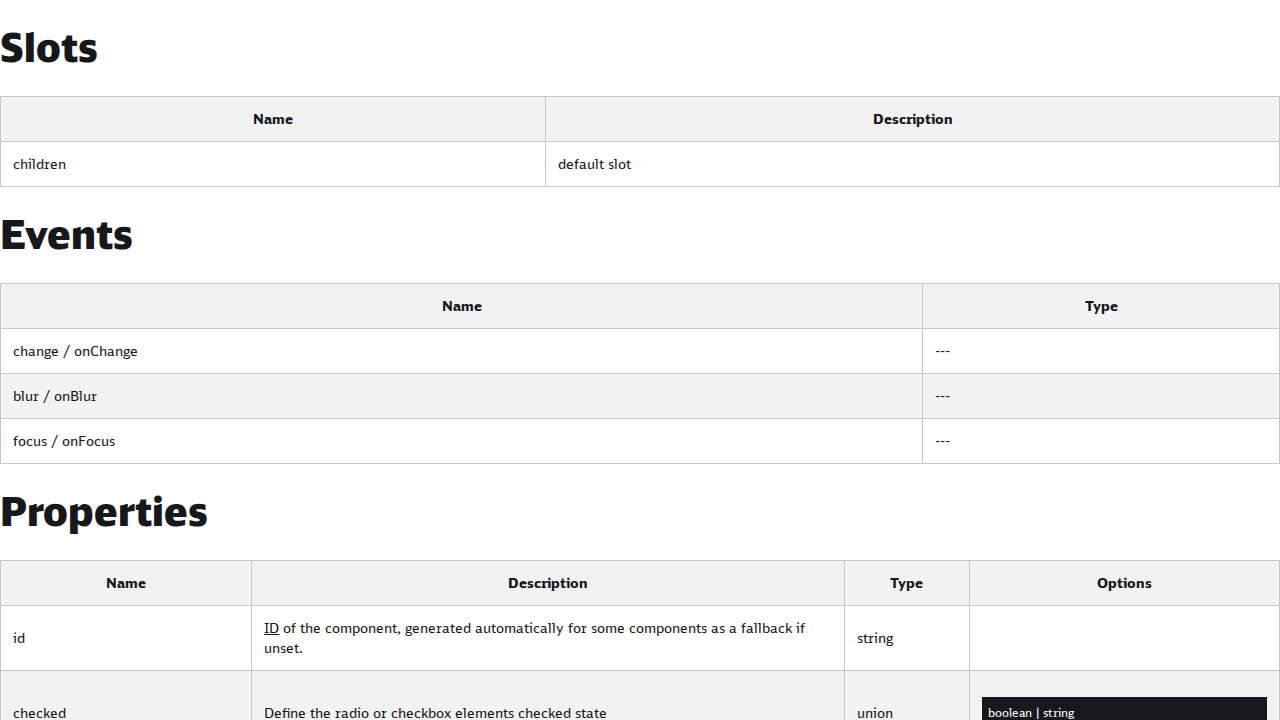 Slots
Name Description
children default slot
Events
Name Type
change / onChange ---
blur / onBlur ---
focus / onFocus ---
Properties
Name Description Type Options
id ID of the component, generated automatically for some components as a fallback if unset. string
checked Define the radio or checkbox elements checked state union boolean | string